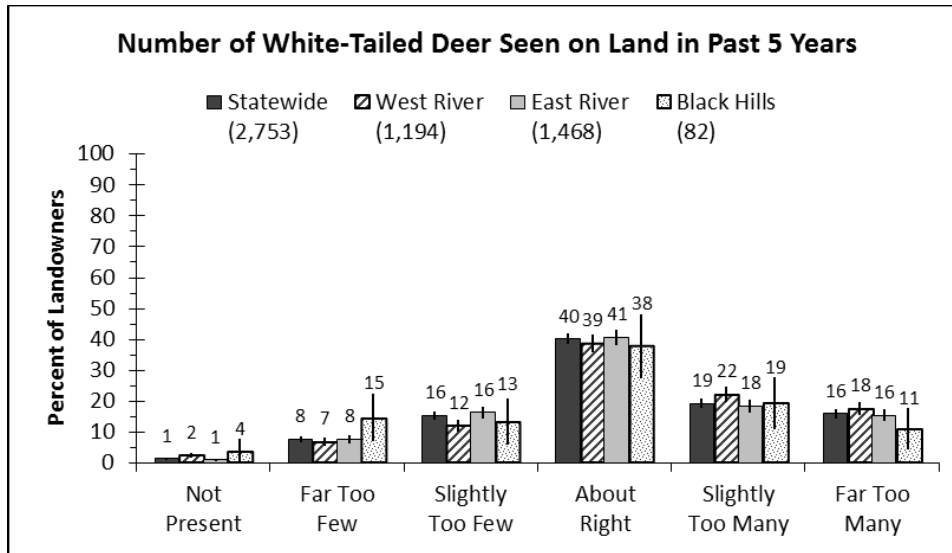 Number of White-Tailed Deer Seen on Land in Past 5 Years
Statewide West River East River Black Hills
(2,753) (1,194) (1,468) (82)
Percent of Landowners
100
90
80
70
60
50
40
30
20
10
0
1 2 1 4
8 7 8 15
16 12 16 13
40 39 41 38
19 22 18 19
16 18 16 11
Not Far Too Slightly About Slightly Far Too
Present Few Too Few Right Too Many Many